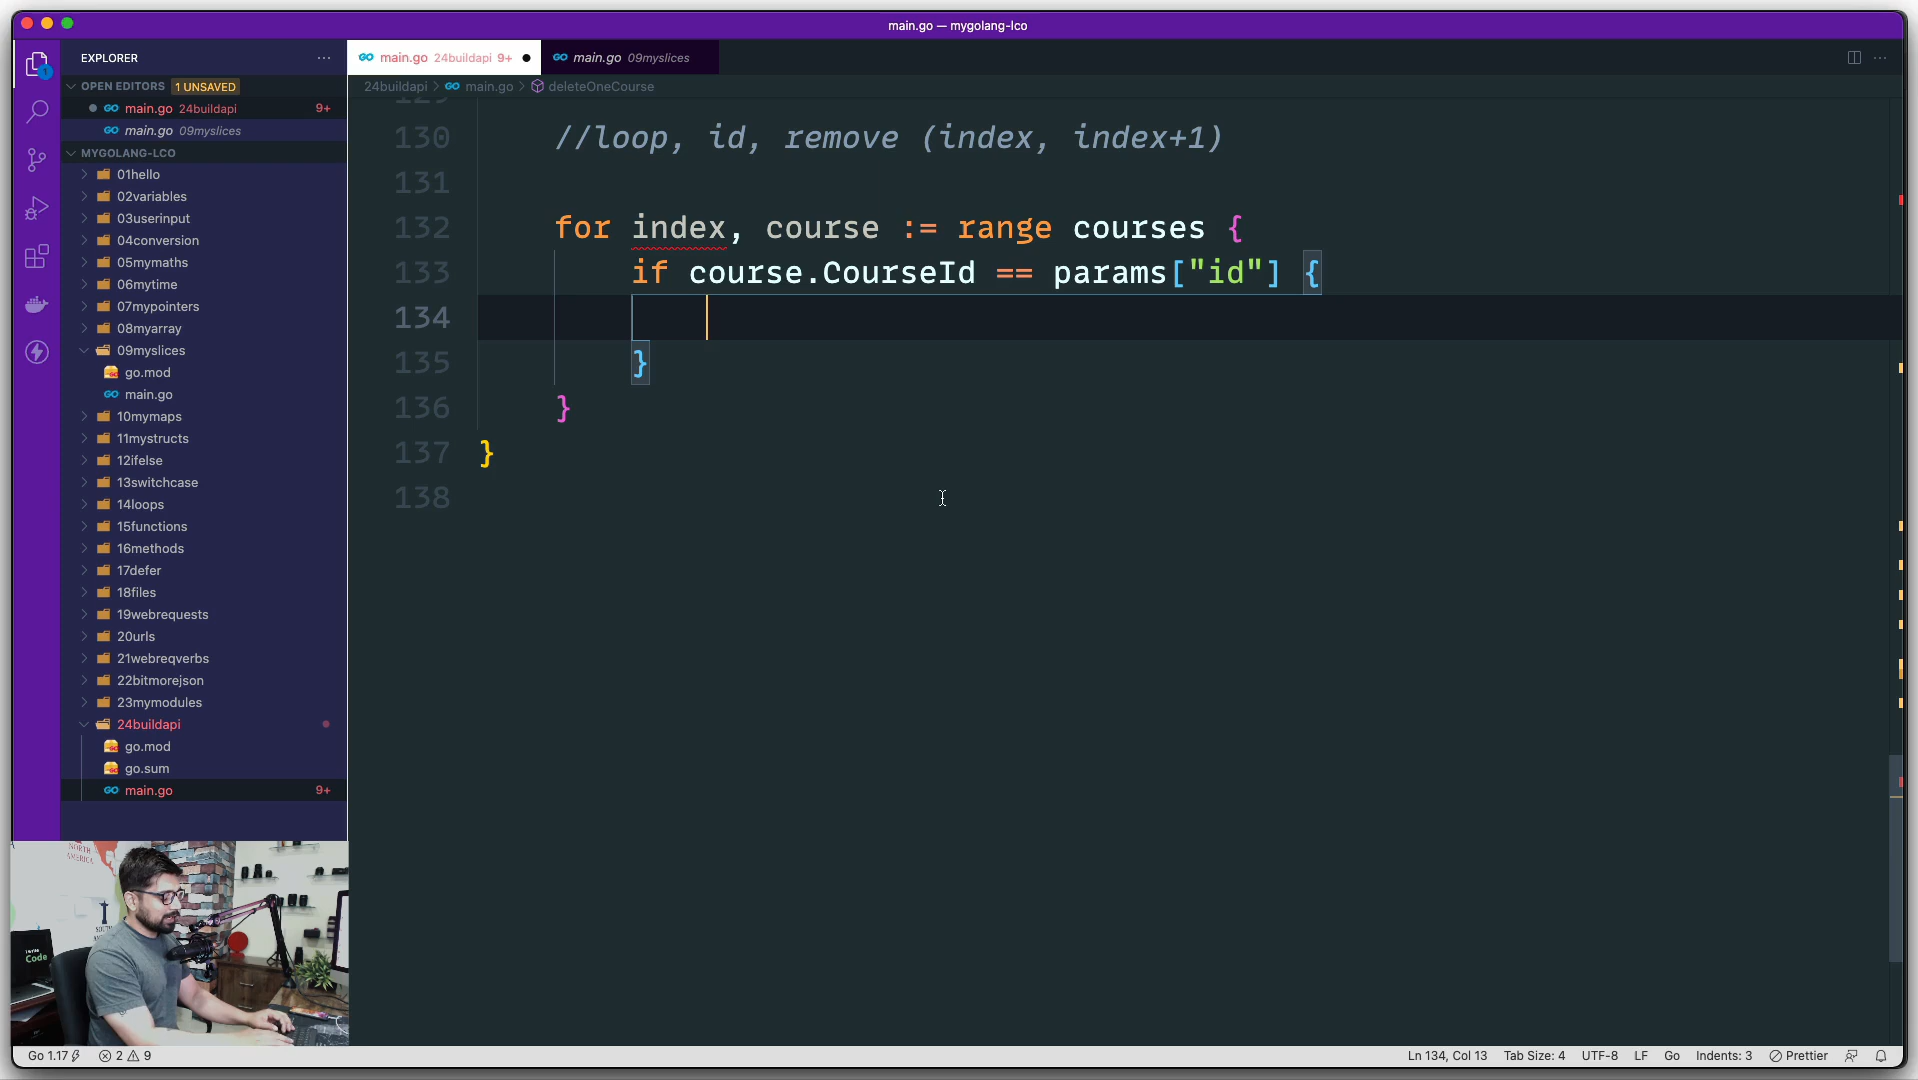 main.go — mygolang-lco
EXPLORER
OPEN EDITORS 1 UNSAVED
main.go 24buildapi 9+
main.go 09myslices
MYGOLANG-LCO
01hello
02variables
03userinput
04conversion
05mymaths
06mytime
07mypointers
08myarray
09myslices
go.mod
main.go
10mymaps
11mystructs
12ifelse
13switchcase
14loops
15functions
16methods
17defer
18files
19webrequests
20urls
21webreqverbs
22bitmorejson
23mymodules
24buildapi
go.mod
go.sum
main.go 9+
main.go 24buildapi 9+
main.go 09myslices
24buildapi > main.go > deleteOneCourse
129
130 //loop, id, remove (index, index+1)
131
132 for index, course := range courses {
133 if course.CourseId == params["id"] {
134
135 }
136 }
137 }
138
NORTH
AMERICA
SOUTH
Code
Go 1.17
2 9
Ln 134, Col 13
Tab Size: 4
UTF-8
LF
Go
Indents: 3
Prettier